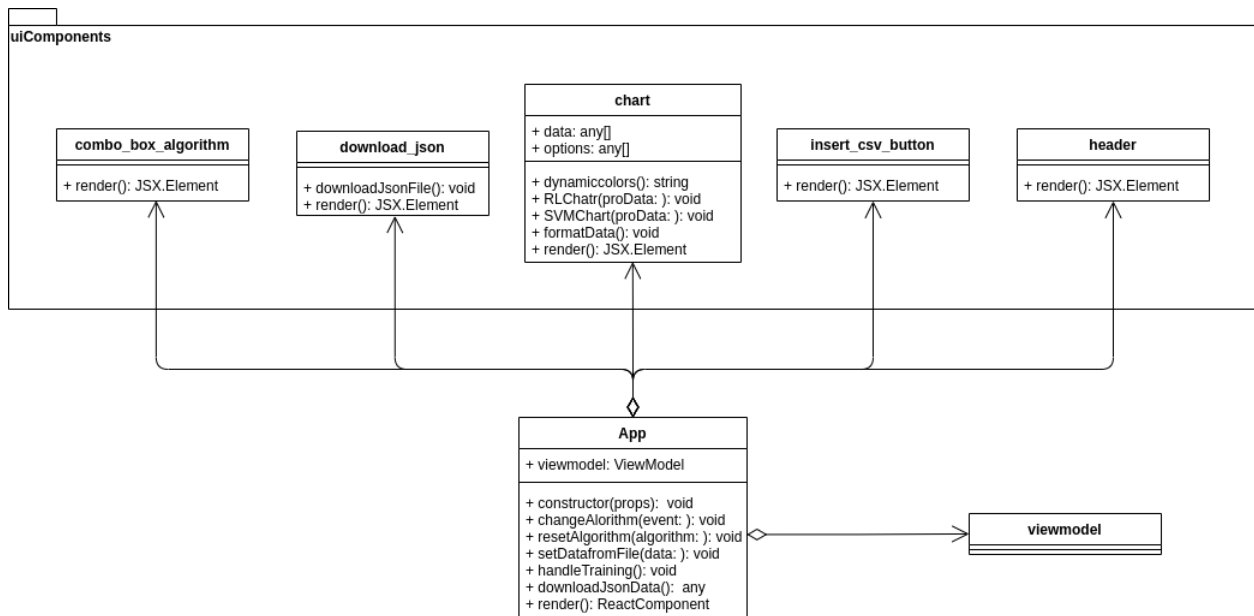 uiComponents
combo_box_algorithm
+ render(): JSX.Element
download_json
+ downloadJsonFile(): void
+ render(): JSX.Element
chart
+ data: any[]
+ options: any[]
+ dynamiccolors(): string
+ RLChatr(proData: ): void
+ SVMChart(proData: ): void
+ formatData(): void
+ render(): JSX.Element
insert_csv_button
+ render(): JSX.Element
header
+ render(): JSX.Element
App
+ viewmodel: ViewModel
+ constructor(props):  void
+ changeAlorithm(event: ): void
+ resetAlgorithm(algorithm: ): void
+ setDatafromFile(data: ): void
+ handleTraining(): void
+ downloadJsonData():  any
+ render(): ReactComponent
viewmodel